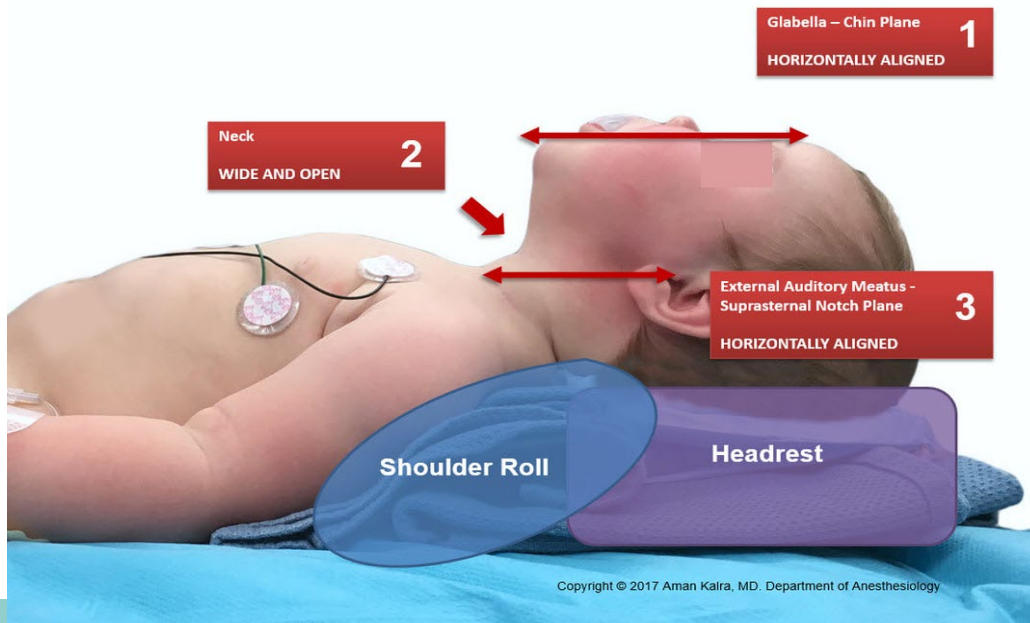 Glabella – Chin Plane
1
HORIZONTALLY ALIGNED
Neck
2
WIDE AND OPEN
External Auditory Meatus -
Suprasternal Notch Plane
3
HORIZONTALLY ALIGNED
Shoulder Roll
Headrest
Copyright © 2017 Aman Kalra, MD. Department of Anesthesiology